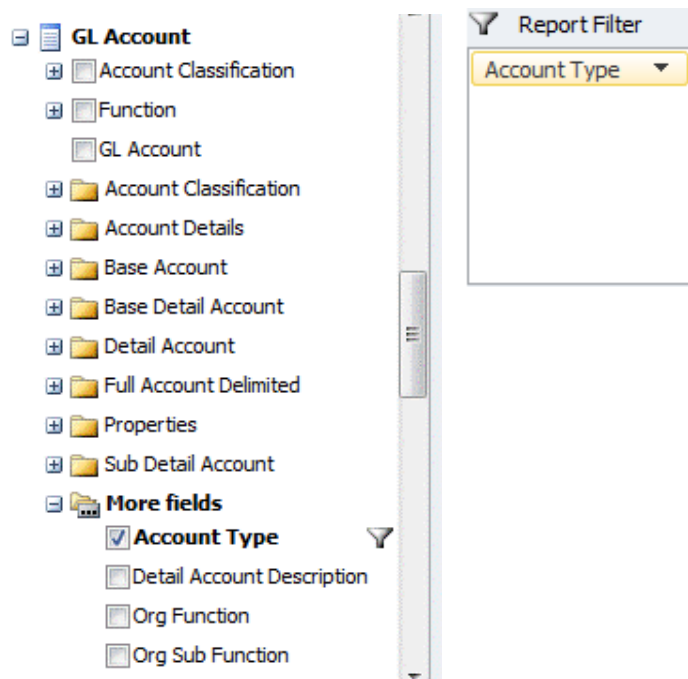 GL Account
Account Classification
Function
GL Account
Account Classification
Account Details
Base Account
Base Detail Account
Detail Account
Full Account Delimited
Properties
Sub Detail Account
More fields
Account Type
Detail Account Description
Org Function
Org Sub Function
Report Filter
Account Type